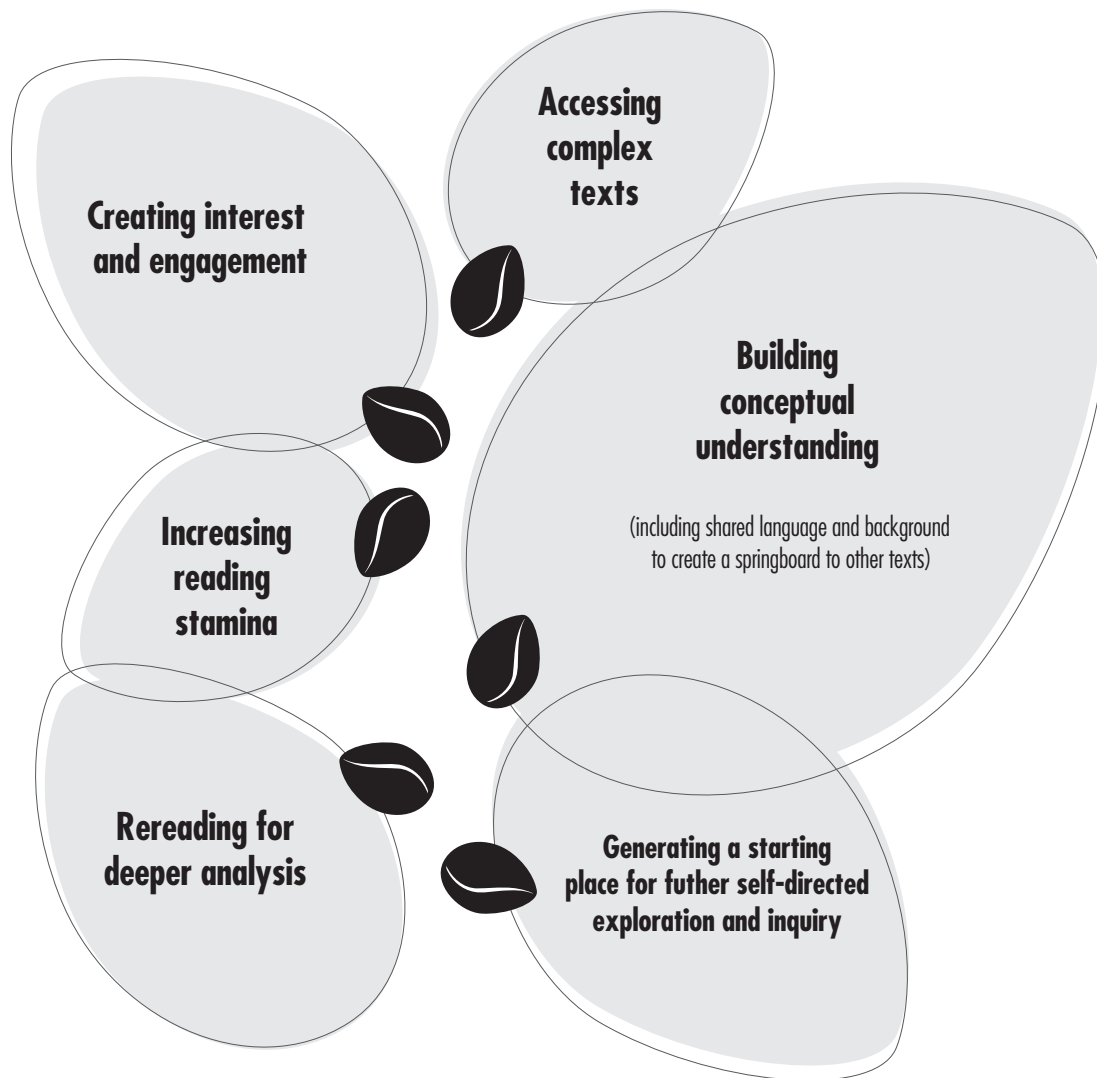 Accessing
complex
texts
Creating interest
and engagement
Building
conceptual
understanding
(including shared language and background
to create a springboard to other texts)
Increasing
reading
stamina
Rereading for
deeper analysis
Generating a starting
place for futher self-directed
exploration and inquiry